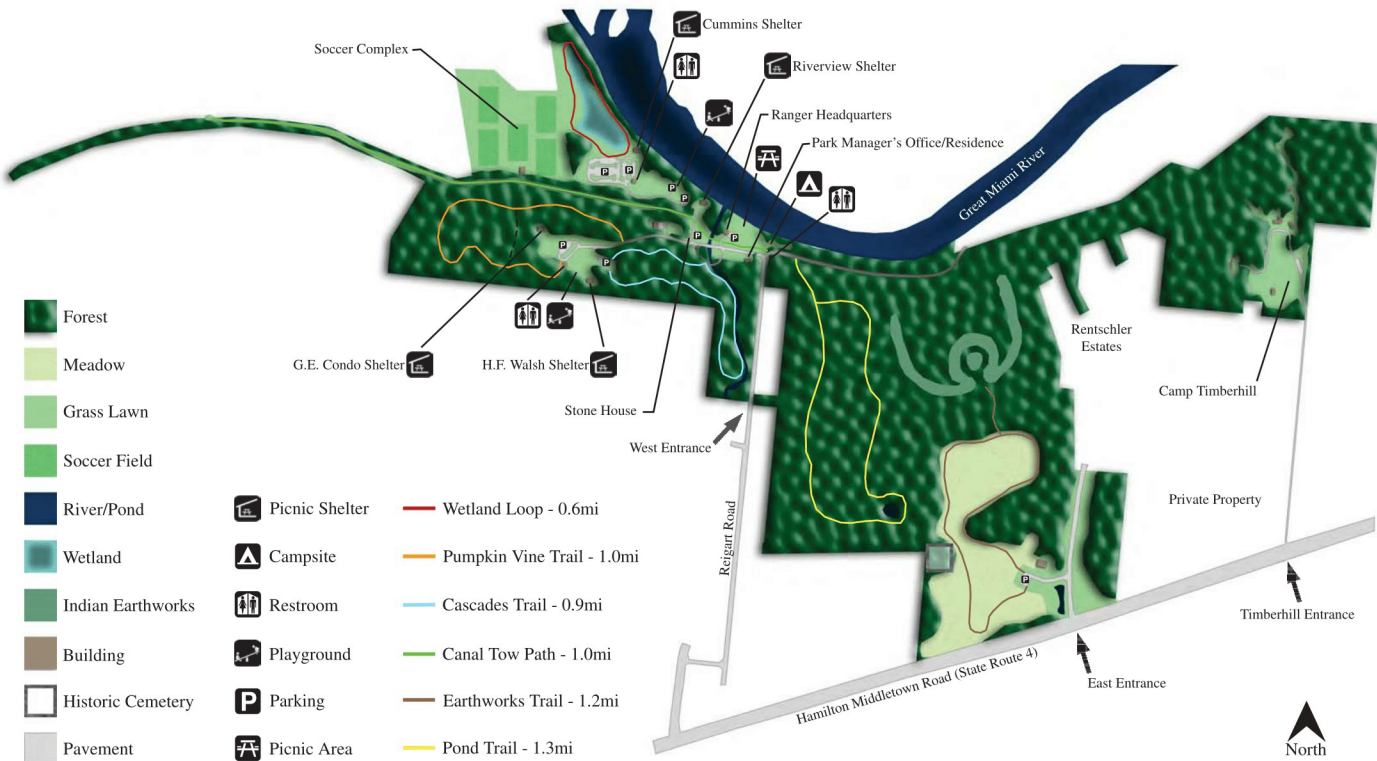 Cummins Shelter
Soccer Complex
Riverview Shelter
Ranger Headquarters
Park Manager's Office/Residence
Great Miami River
P
P
P
P
P
P
P
P
G.E. Condo Shelter
H.F. Walsh Shelter
Stone House
West Entrance
Reigart Road
Rentschler
Estates
Camp Timberhill
Private Property
P
Timberhill Entrance
East Entrance
Hamilton Middletown Road (State Route 4)
North
Forest
Meadow
Grass Lawn
Soccer Field
River/Pond
Wetland
Indian Earthworks
Building
Historic Cemetery
Pavement
Picnic Shelter
Campsite
Restroom
Playground
P Parking
Picnic Area
Wetland Loop - 0.6mi
Pumpkin Vine Trail - 1.0mi
Cascades Trail - 0.9mi
Canal Tow Path - 1.0mi
Earthworks Trail - 1.2mi
Pond Trail - 1.3mi